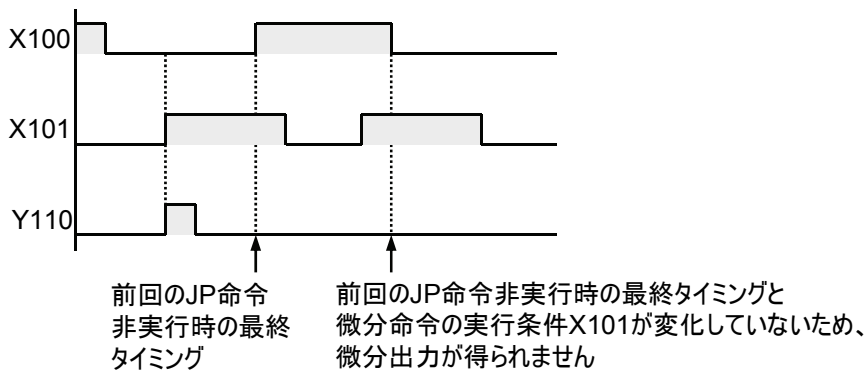 X100
X101
Y110
前回のJP命令
非実行時の最終
タイミング
前回のJP命令非実行時の最終タイミングと
微分命令の実行条件X101が変化していないため、
微分出力が得られません